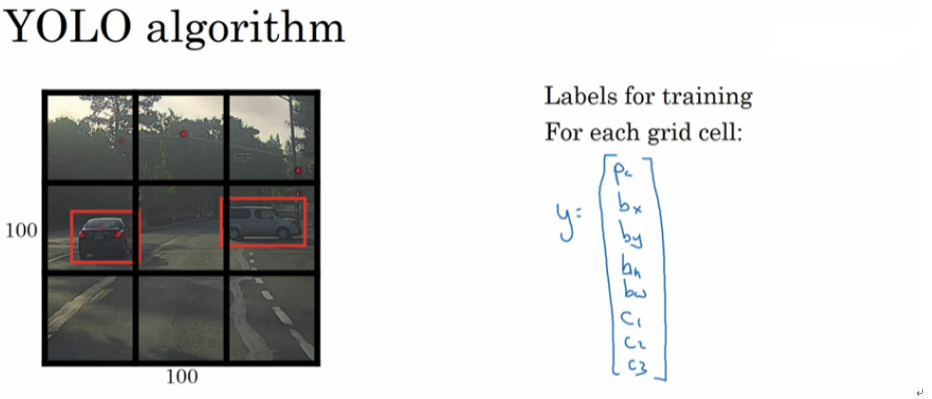 YOLO algorithm
100
100
Labels for training
For each grid cell:
y=
Pc
bx
by
bh
bw
C1
C2
C3